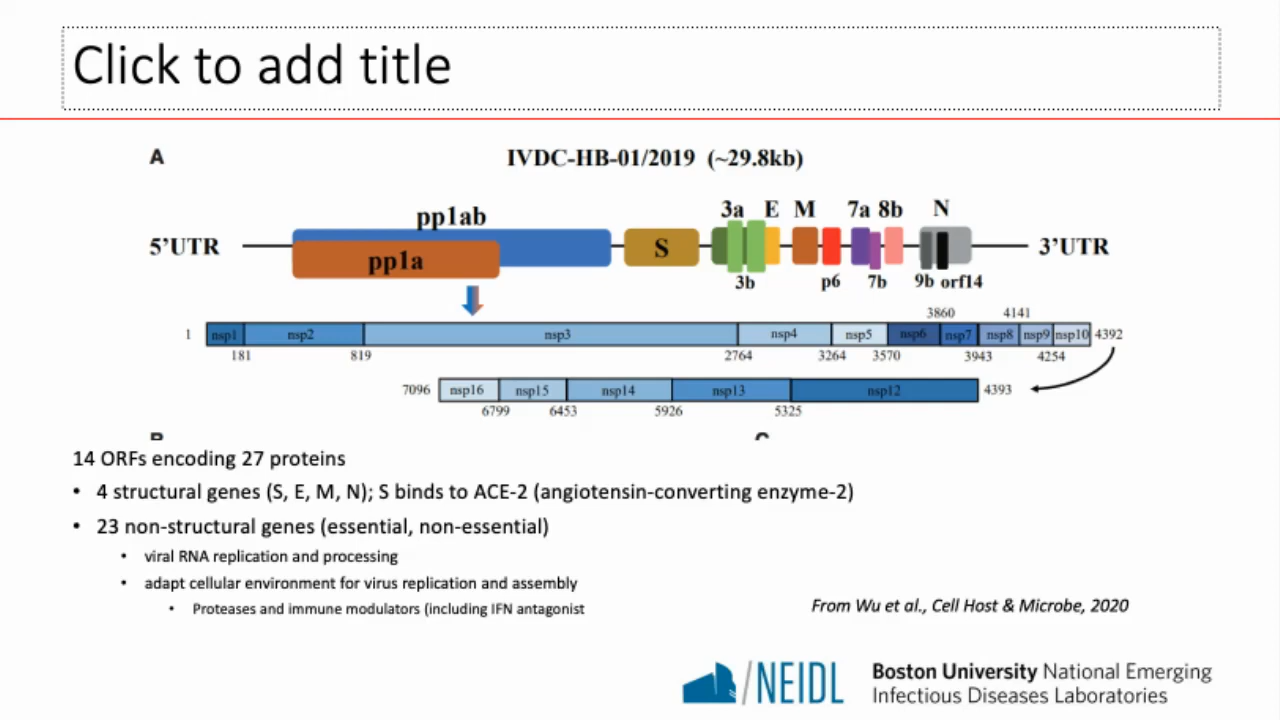 Click to add title
A
IVDC-HB-01/2019 (~29.8kb)
3a E M 7a 8b N
pp1ab
5’UTR S 3’UTR
pp1a
3b p6 7b 9b orf14
3860 4141
1 nsp1 nsp2 nsp3 nsp4 nsp5 nsp6 nsp7 nsp8 nsp9 nsp10 4392
181 819 2764 3264 3570 3943 4254
7096 nsp16 nsp15 nsp14 nsp13 nsp12 4393
6799 6453 5926 5325
B C
14 ORFs encoding 27 proteins
• 4 structural genes (S, E, M, N); S binds to ACE-2 (angiotensin-converting enzyme-2)
• 23 non-structural genes (essential, non-essential)
• viral RNA replication and processing
• adapt cellular environment for virus replication and assembly
• Proteases and immune modulators (including IFN antagonist
From Wu et al., Cell Host & Microbe, 2020
NEIDL
Boston University National Emerging
Infectious Diseases Laboratories